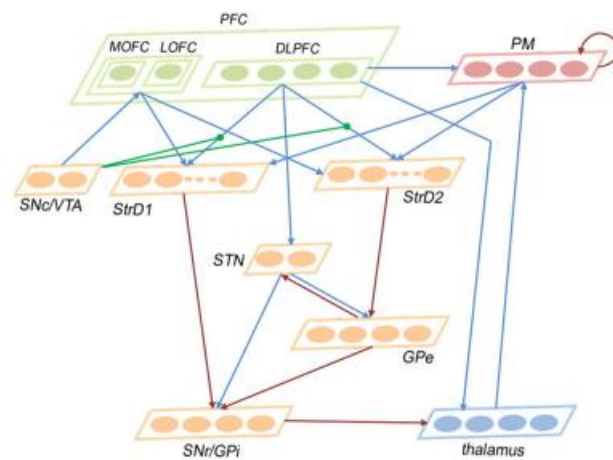 PFC
MOFC LOFC DLPFC PM
SNc/VTA StrD1 StrD2
STN
GPe
SNr/GPi thalamus